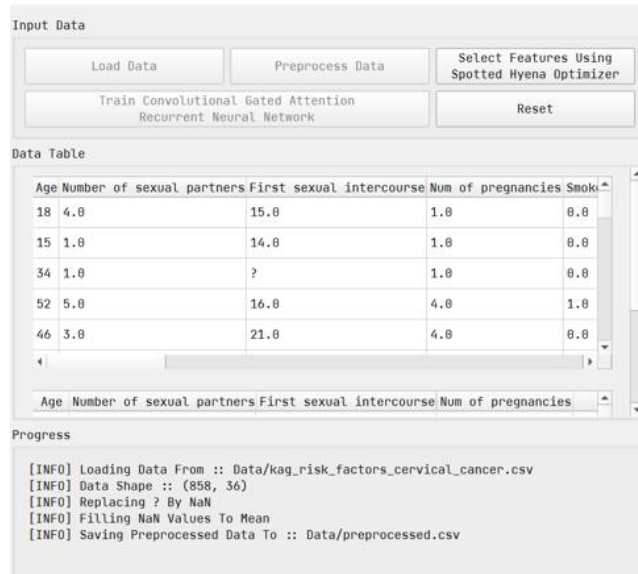 Input Data
Load Data
Preprocess Data
Select Features Using
Spotted Hyena Optimizer
Train Convolutional Gated Attention
Recurrent Neural Network
Reset
Data Table
Age Number of sexual partners First sexual intercourse Num of pregnancies Smok
18 4.0 15.0 1.0 0.0
15 1.0 14.0 1.0 0.0
34 1.0 ? 1.0 0.0
52 5.0 16.0 4.0 1.0
46 3.0 21.0 4.0 0.0
Age Number of sexual partners First sexual intercourse Num of pregnancies
Progress
[INFO] Loading Data From :: Data/kag_risk_factors_cervical_cancer.csv
[INFO] Data Shape :: (858, 36)
[INFO] Replacing ? By NaN
[INFO] Filling NaN Values To Mean
[INFO] Saving Preprocessed Data To :: Data/preprocessed.csv